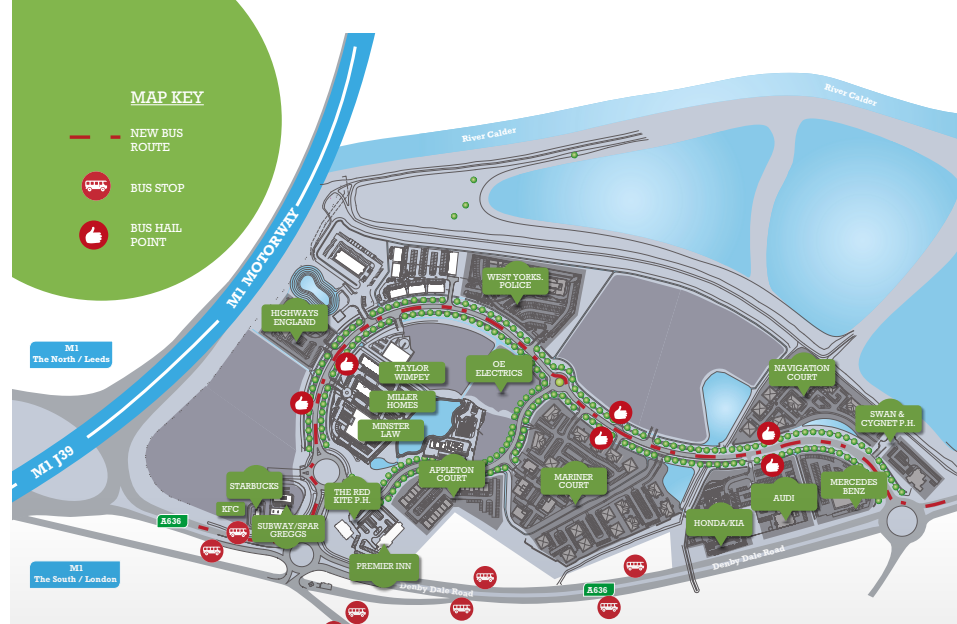 MAP KEY
NEW BUS
ROUTE
BUS STOP
BUS HAIL
POINT
River Calder
River Calder
M1 MOTORWAY
WEST YORKS.
POLICE
HIGHWAYS
ENGLAND
M1
The North / Leeds
TAYLOR
WIMPEY
OE
ELECTRICS
NAVIGATION
COURT
MILLER
HOMES
MINSTER
LAW
SWAN &
CYGNET P.H.
M1 J39
STARBUCKS
THE RED
KITE P.H.
APPLETON
COURT
MARINER
COURT
MERCEDES
BENZ
AUDI
KFC
A636
SUBWAY/SPAR
GREGGS
HONDA/KIA
PREMIER INN
M1
The South / London
Denby Dale Road
Denby Dale Road
A636